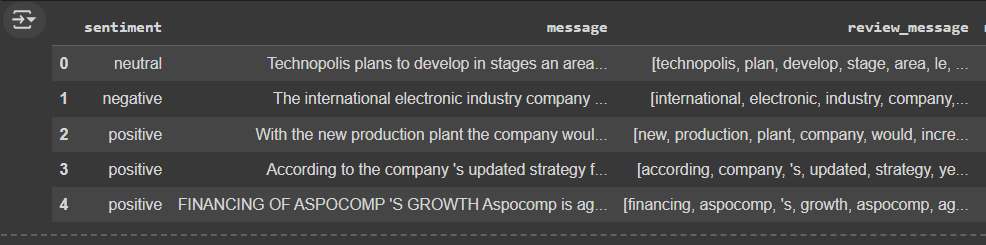 sentiment message review_message
0 neutral Technopolis plans to develop in stages an area... [technopolis, plan, develop, stage, area, le, ...
1 negative The international electronic industry company ... [international, electronic, industry, company,...
2 positive With the new production plant the company woul... [new, production, plant, company, would, incre...
3 positive According to the company 's updated strategy f... [according, company, 's, updated, strategy, ye...
4 positive FINANCING OF ASPOCOMP 'S GROWTH Aspocomp is ag... [financing, aspocomp, 's, growth, aspocomp, ag...